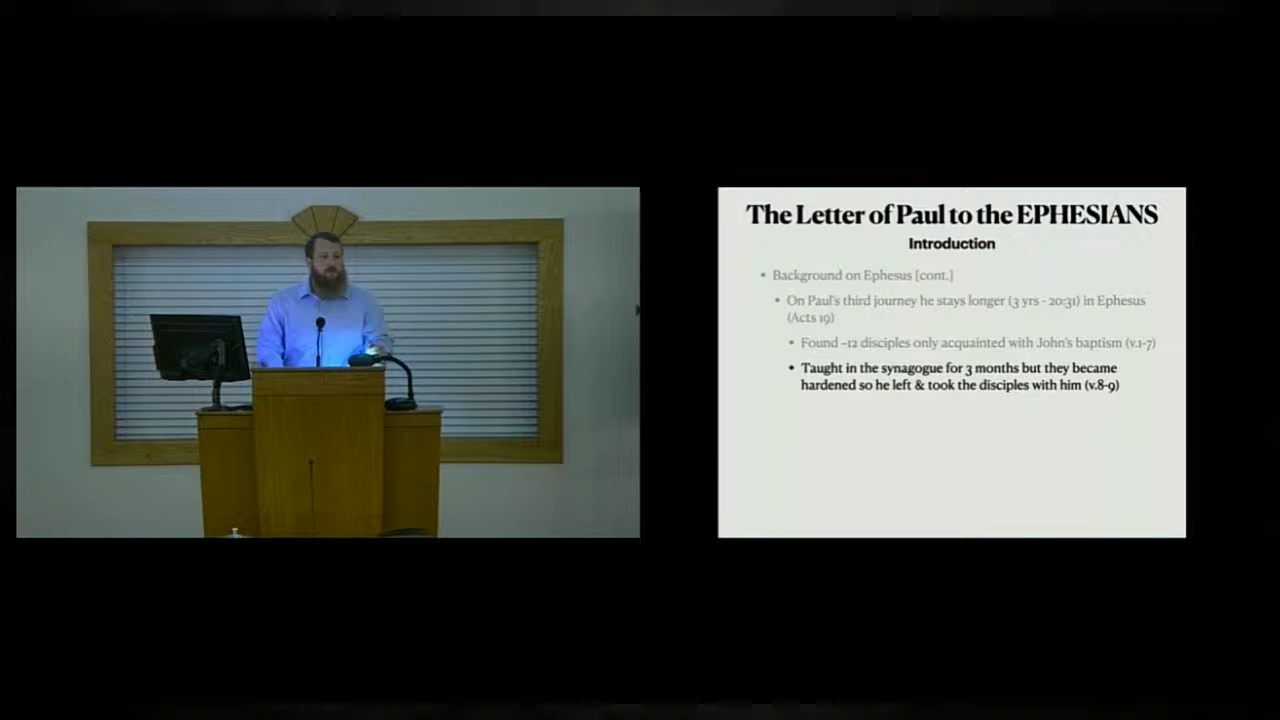 The Letter of Paul to the EPHESIANS
Introduction
• Background on Ephesus [cont.]
• On Paul's third journey he stays longer (3 yrs - 20:31) in Ephesus
(Acts 19)
• Found ~12 disciples only acquainted with John's baptism (v.1-7)
• Taught in the synagogue for 3 months but they became
hardened so he left & took the disciples with him (v.8-9)